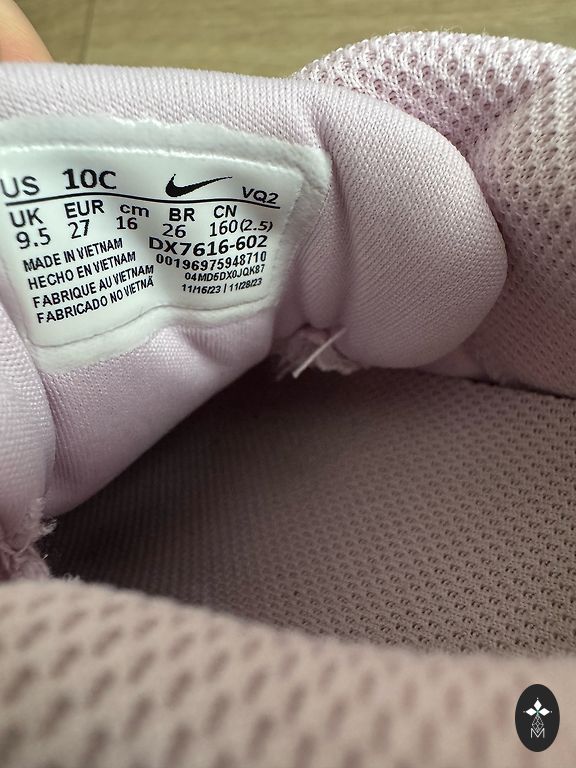 US 10C
VQ2
UK EUR cm BR CN
9.5 27 16 26 160(2.5)
MADE IN VIETNAM DX7616-602
HECHO EN VIETNAM 00196975948710
FABRIQUE AU VIETNAM 04MD5DX0JQK87
FABRICADO NO VIETNÃ 11/16/23 | 11/28/23
M